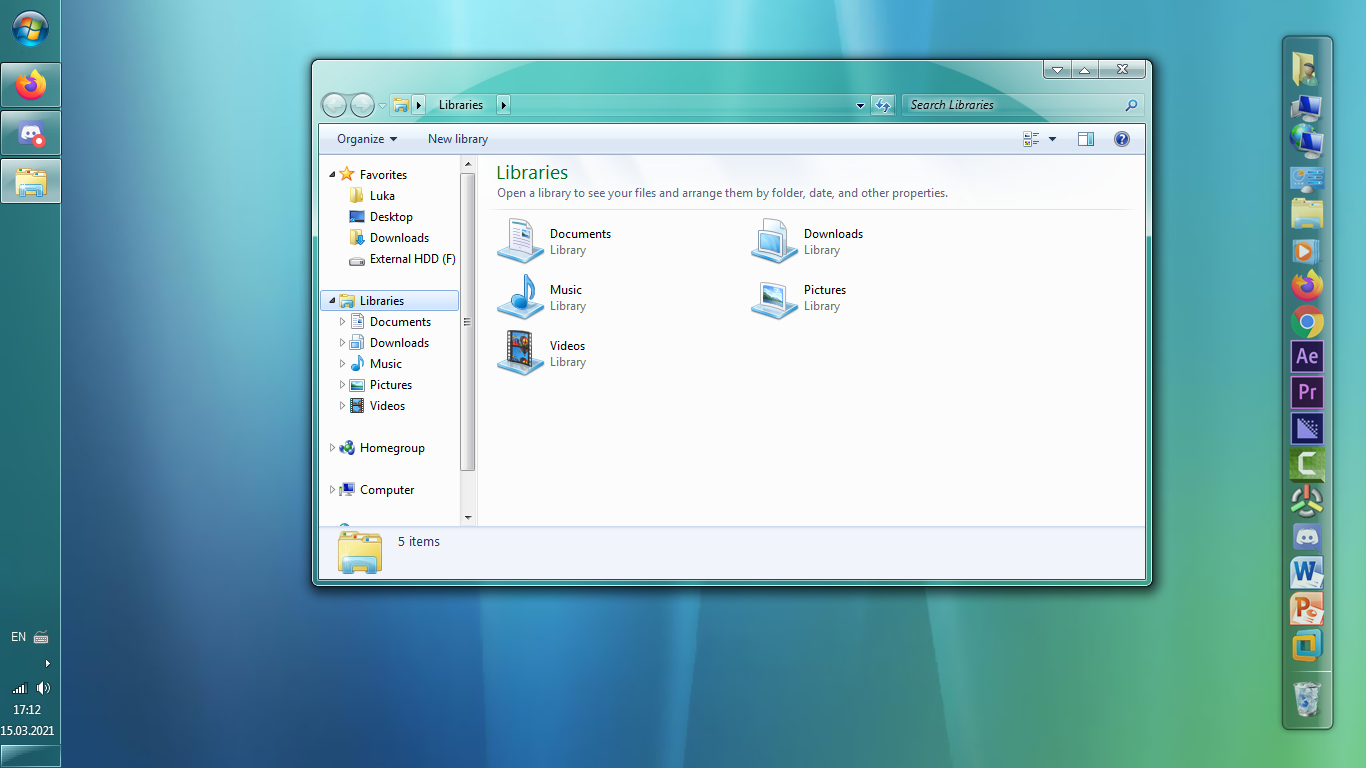 Libraries
Search Libraries
Organize
New library
Favorites
Luka
Desktop
Downloads
External HDD (F)
Libraries
Documents
Downloads
Music
Pictures
Videos
Homegroup
Computer
Libraries
Open a library to see your files and arrange them by folder, date, and other properties.
Documents
Library
Downloads
Library
Music
Library
Pictures
Library
Videos
Library
5 items
EN
17:12
15.03.2021
Ae
Pr
C
W
P